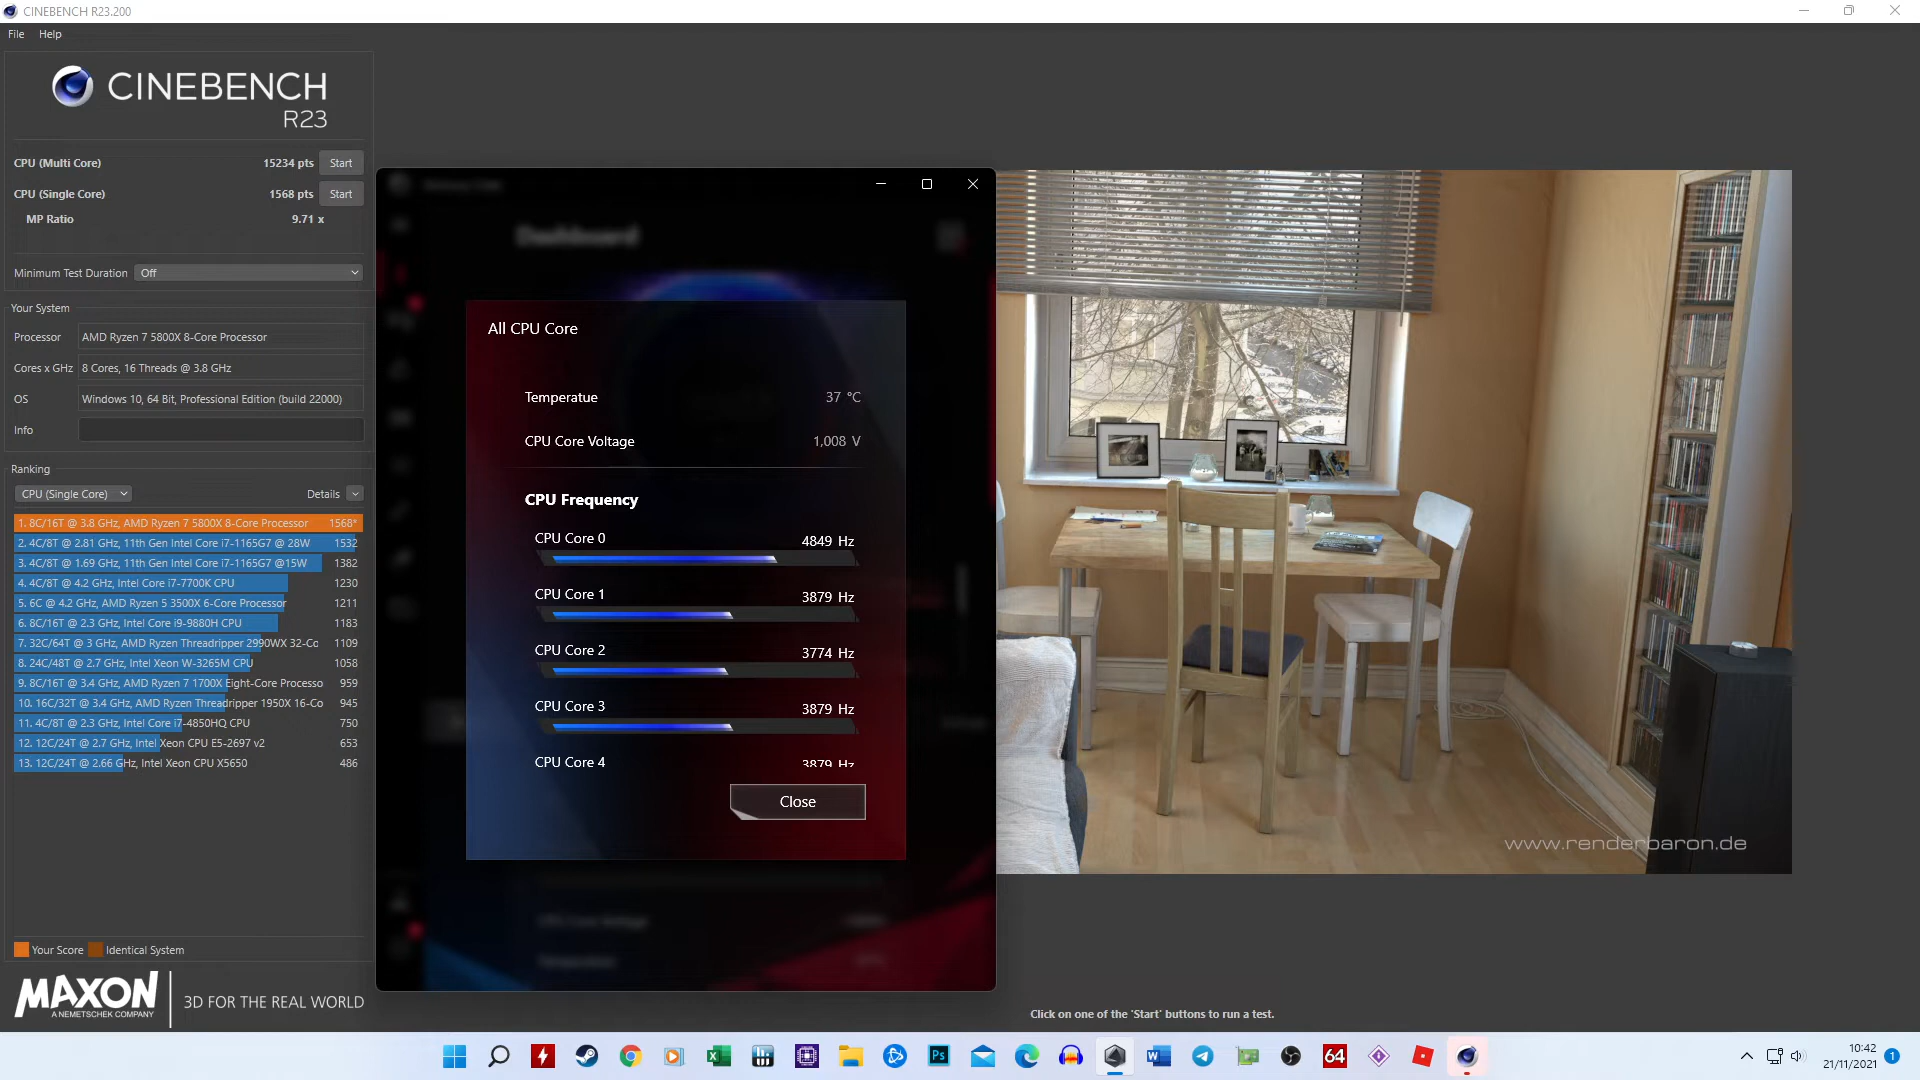 CINEBENCH R23.200
File Help
CINEBENCH
R23
CPU (Multi Core) 15234 pts Start
CPU (Single Core) 1568 pts Start
MP Ratio 9.71 x
Minimum Test Duration Off
Your System
Processor AMD Ryzen 7 5800X 8-Core Processor
Cores x GHz 8 Cores, 16 Threads @ 3.8 GHz
OS Windows 10, 64 Bit, Professional Edition (build 22000)
Info
Ranking
CPU (Single Core) Details
1. 8C/16T @ 3.8 GHz, AMD Ryzen 7 5800X 8-Core Processor 1568*
2. 4C/8T @ 2.81 GHz, 11th Gen Intel Core i7-1165G7 @ 28W 1532
3. 4C/8T @ 1.69 GHz, 11th Gen Intel Core i7-1165G7 @15W 1382
4. 4C/8T @ 4.2 GHz, Intel Core i7-7700K CPU 1230
5. 6C @ 4.2 GHz, AMD Ryzen 5 3500X 6-Core Processor 1211
6. 8C/16T @ 2.3 GHz, Intel Core i9-9880H CPU 1183
7. 32C/64T @ 3 GHz, AMD Ryzen Threadripper 2990WX 32-Co 1109
8. 24C/48T @ 2.7 GHz, Intel Xeon W-3265M CPU 1058
9. 8C/16T @ 3.4 GHz, AMD Ryzen 7 1700X Eight-Core Processo 959
10. 16C/32T @ 3.4 GHz, AMD Ryzen Threadripper 1950X 16-Co 945
11. 4C/8T @ 2.3 GHz, Intel Core i7-4850HQ CPU 750
12. 12C/24T @ 2.7 GHz, Intel Xeon CPU E5-2697 v2 653
13. 12C/24T @ 2.66 GHz, Intel Xeon CPU X5650 486
Your Score Identical System
MAXON
A NEMETSCHEK COMPANY
3D FOR THE REAL WORLD
Dashboard
All CPU Core
Temperatue 37 °C
CPU Core Voltage 1,008 V
CPU Frequency
CPU Core 0 4849 Hz
CPU Core 1 3879 Hz
CPU Core 2 3774 Hz
CPU Core 3 3879 Hz
CPU Core 4 3879 Hz
Close
www.renderbaron.de
Click on one of the 'Start' buttons to run a test.
Ps
64
10:42
21/11/2021
1